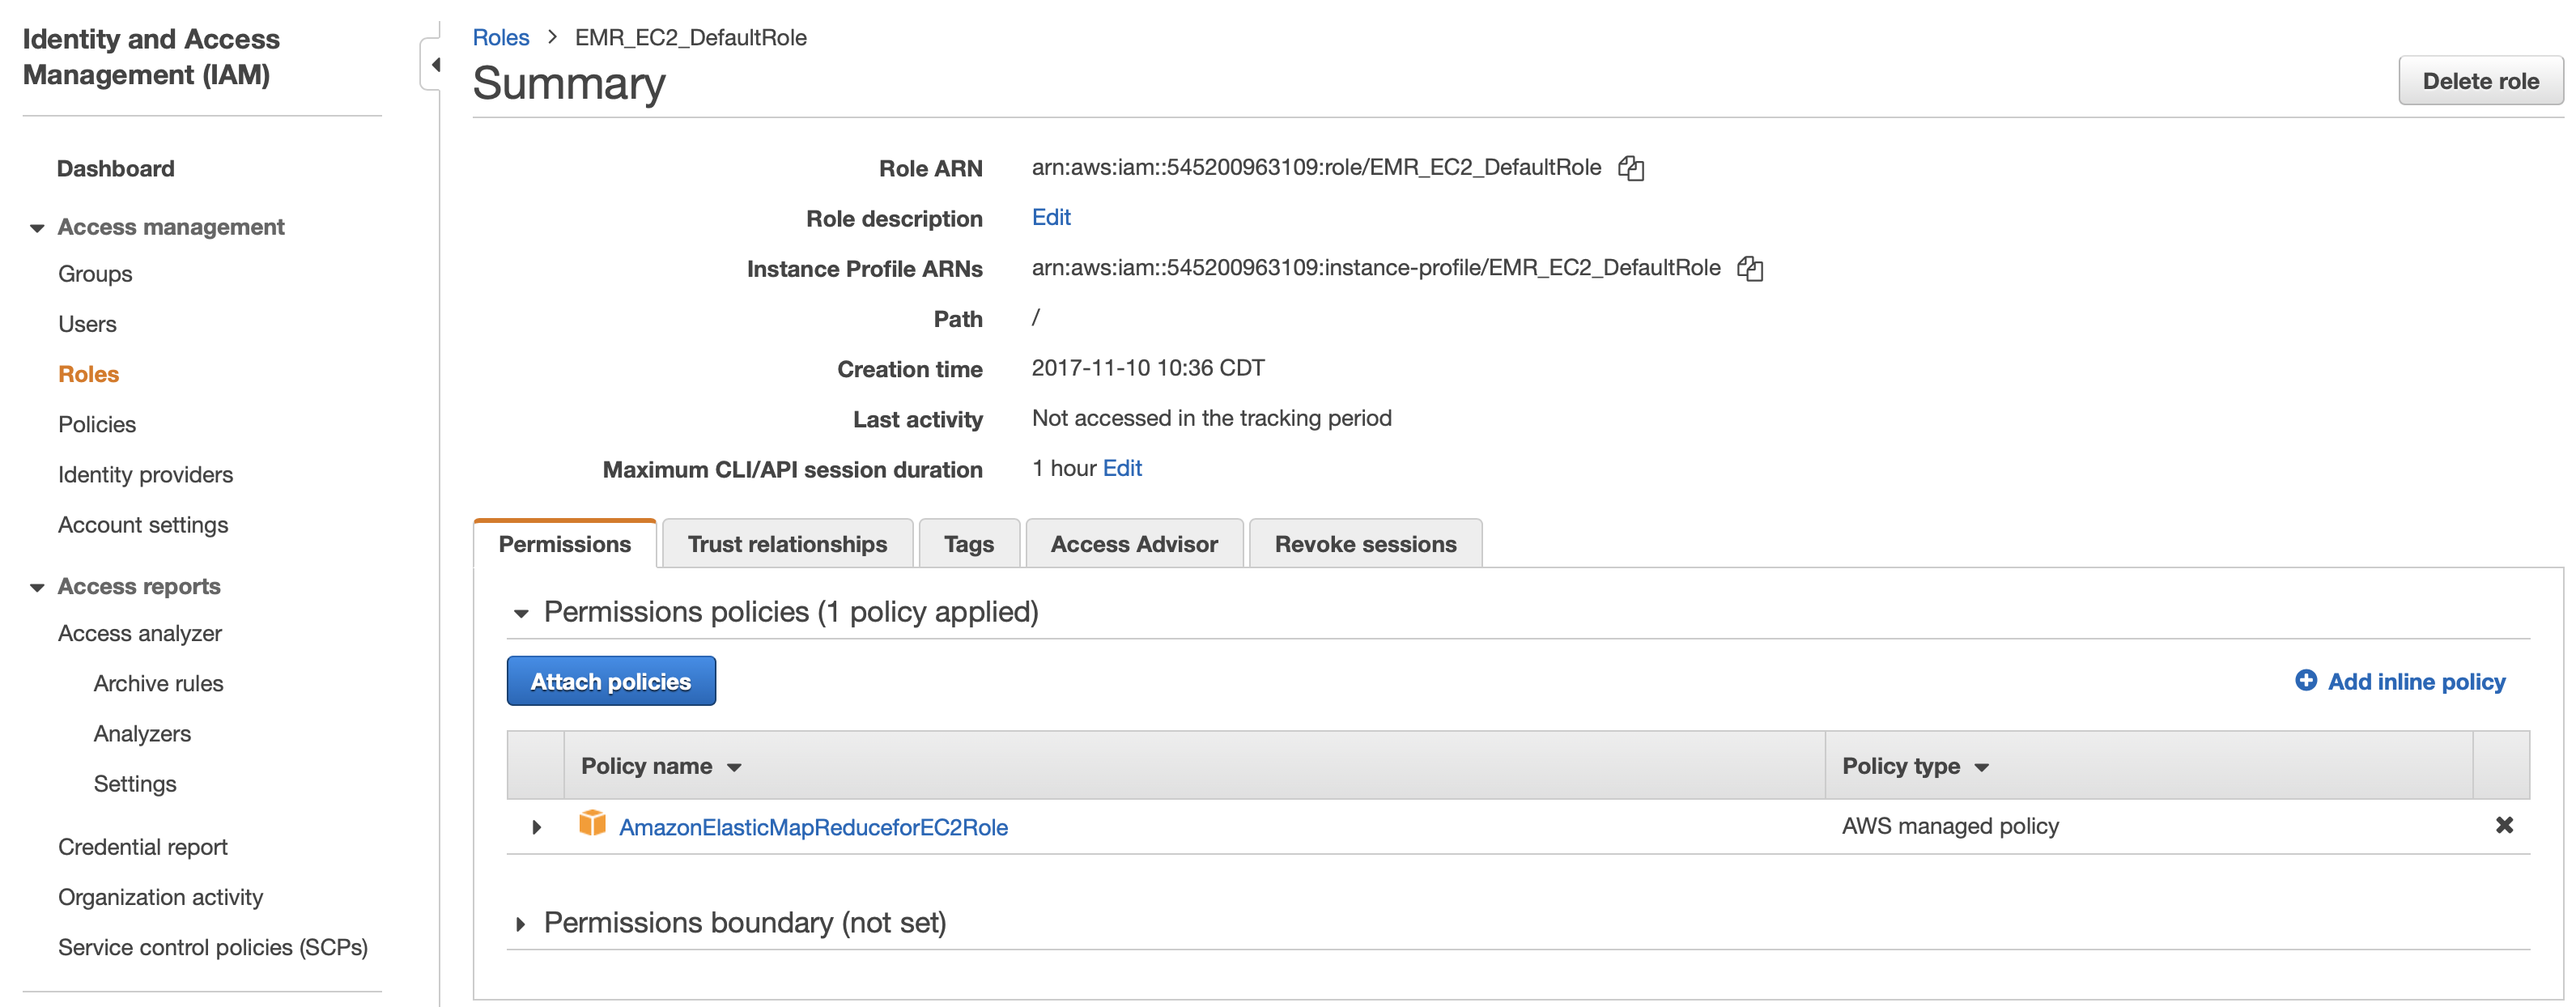 Identity and Access
Management (IAM)
Dashboard
Access management
Groups
Users
Roles
Policies
Identity providers
Account settings
Access reports
Access analyzer
Archive rules
Analyzers
Settings
Credential report
Organization activity
Service control policies (SCPs)
Roles > EMR_EC2_DefaultRole
Summary
Delete role
Role ARN arn:aws:iam::545200963109:role/EMR_EC2_DefaultRole
Role description Edit
Instance Profile ARNs arn:aws:iam::545200963109:instance-profile/EMR_EC2_DefaultRole
Path /
Creation time 2017-11-10 10:36 CDT
Last activity Not accessed in the tracking period
Maximum CLI/API session duration 1 hour Edit
Permissions Trust relationships Tags Access Advisor Revoke sessions
Permissions policies (1 policy applied)
Attach policies Add inline policy
Policy name Policy type
AmazonElasticMapReduceforEC2Role AWS managed policy
Permissions boundary (not set)